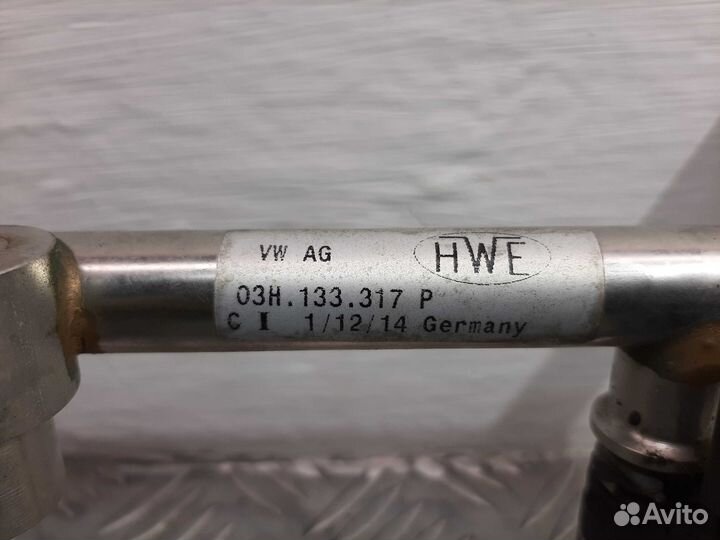 VW AG HWE
03H.133.317 P
C I 1/12/14 Germany
Avito